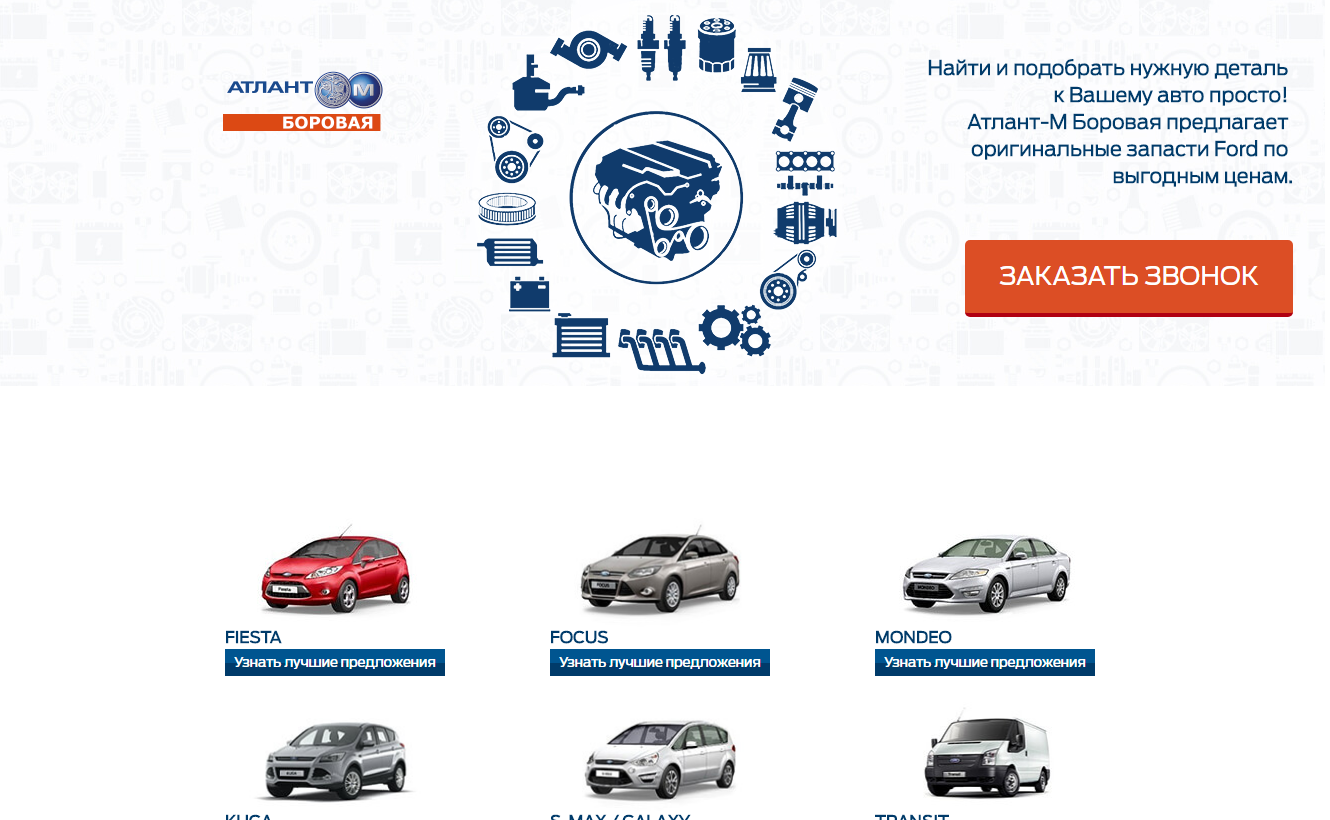 АТЛАНТ М
БОРОВАЯ
Найти и подобрать нужную деталь
к Вашему авто просто!
Атлант-М Боровая предлагает
оригинальные запасти Ford по
выгодным ценам.
ЗАКАЗАТЬ ЗВОНОК
FIESTA
Узнать лучшие предложения
FOCUS
Узнать лучшие предложения
MONDEO
Узнать лучшие предложения
KUGA
S-MAX / GALAXY
TRANSIT